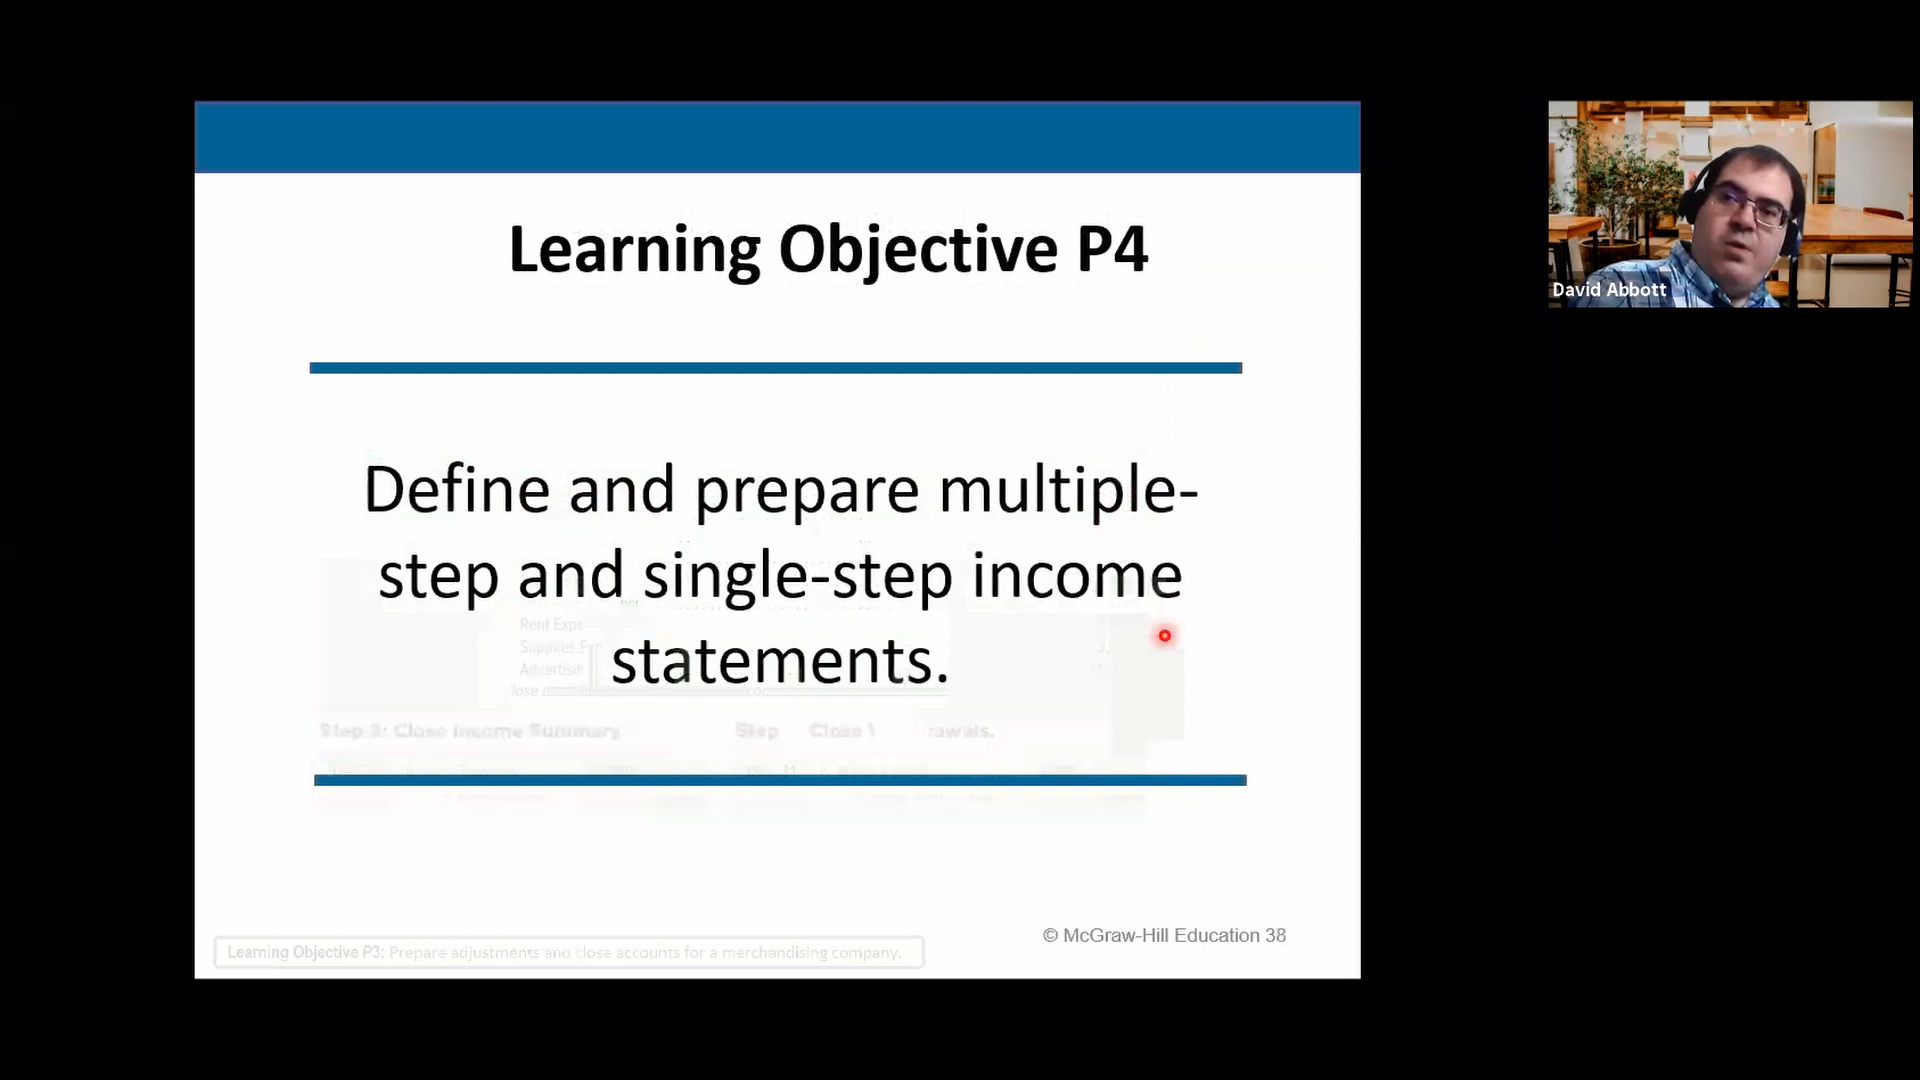 Learning Objective P4
Define and prepare multiple-
step and single-step income
statements.
Rent Expe
Supplies
Advertisin
Step 3: Close Income Summary.
Step
Close
rawals.
© McGraw-Hill Education 38
Learning Objective P3: Prepare adjustments and close accounts for a merchandising company.
David Abbott